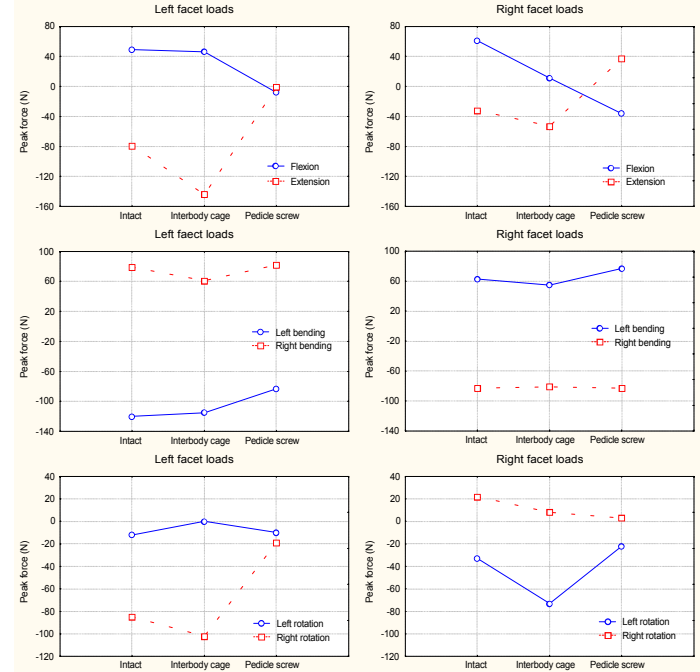 Left facet loads
80
40
0
-40
-80
-120
-160
Peak force (N)
Flexion
Extension
Intact
Interbody cage
Pedicle screw
Right facet loads
80
40
0
-40
-80
-120
-160
Peak force (N)
Flexion
Extension
Intact
Interbody cage
Pedicle screw
Left faect loads
100
60
20
-20
-60
-100
-140
Peak force (N)
Left bending
Right bending
Intact
Interbody cage
Pedicle screw
Right facet loads
100
60
20
-20
-60
-100
-140
Peak force (N)
Left bending
Right bending
Intact
Interbody cage
Pedicle screw
Left facet loads
40
20
0
-20
-40
-60
-80
-100
-120
Peak force (N)
Left rotation
Right rotation
Intact
Interbody cage
Pedicle screw
Right facet loads
40
20
0
-20
-40
-60
-80
-100
-120
Peak force (N)
Left rotation
Right rotation
Intact
Interbody cage
Pedicle screw